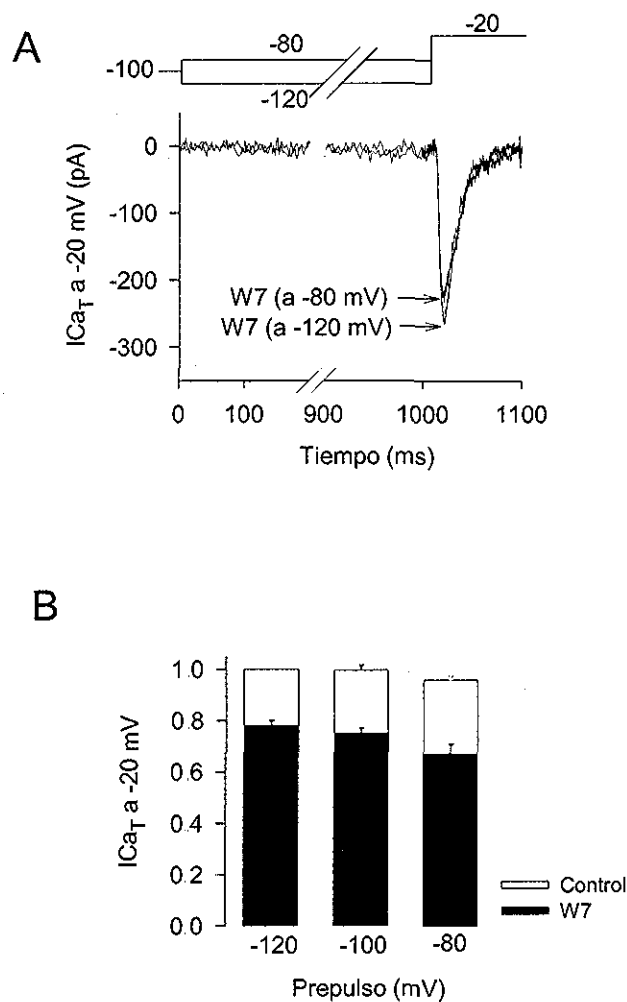 A
-80
-20
-100
-120
ICaT a -20 mV (pA)
0
-100
-200
-300
W7 (a -80 mV)
W7 (a -120 mV)
0 100 900 1000 1100
Tiempo (ms)
B
ICaT a -20 mV
1.0
0.8
0.6
0.4
0.2
0.0
Control
W7
-120 -100 -80
Prepulso (mV)